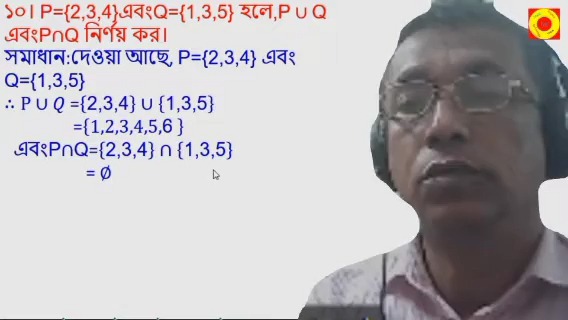 ১০। P={2,3,4}এবংQ={1,3,5} হলে,P ∪ Q
এবংP∩Q নির্ণয় কর।
সমাধান:দেওয়া আছে, P={2,3,4} এবং
Q={1,3,5}
∴ P ∪ Q ={2,3,4} ∪ {1,3,5}
={1,2,3,4,5,6 }
এবংP∩Q={2,3,4} ∩ {1,3,5}
= ∅